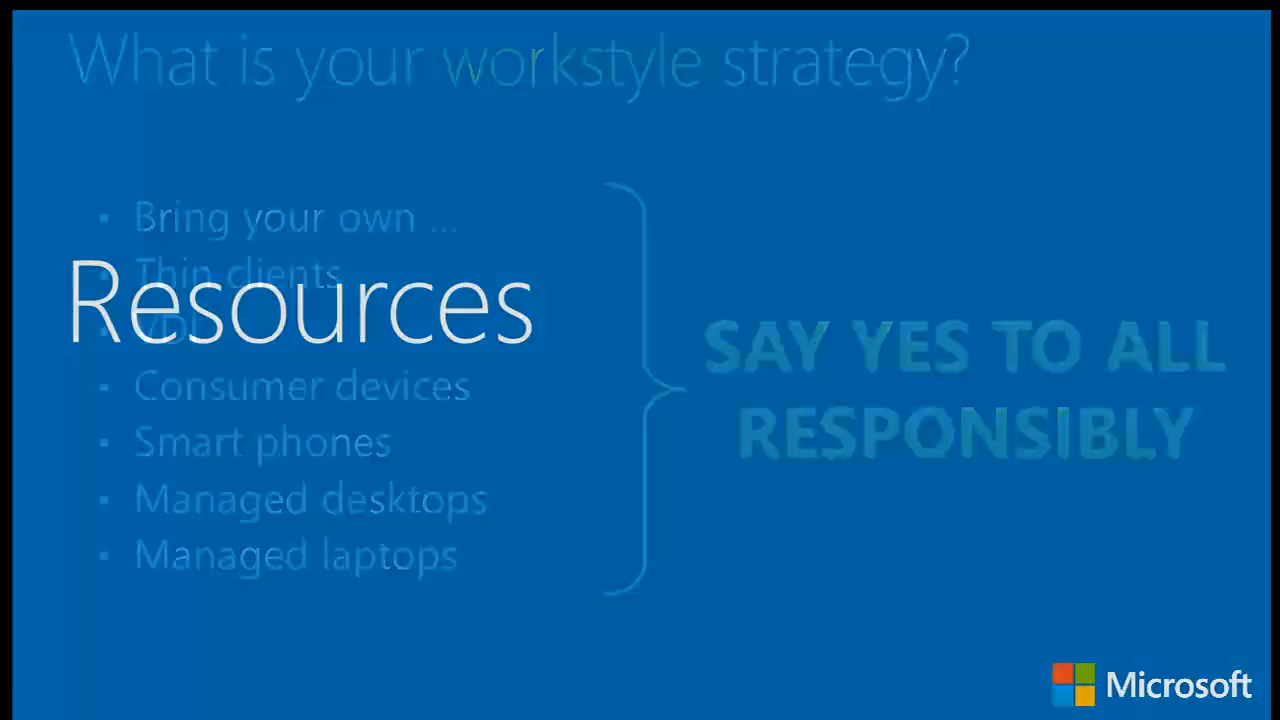 What is your workstyle strategy?
Bring your own ...
Thin clients
Resources
VDI
Consumer devices
Smart phones
Managed desktops
Managed laptops
SAY YES TO ALL
RESPONSIBLY
Microsoft